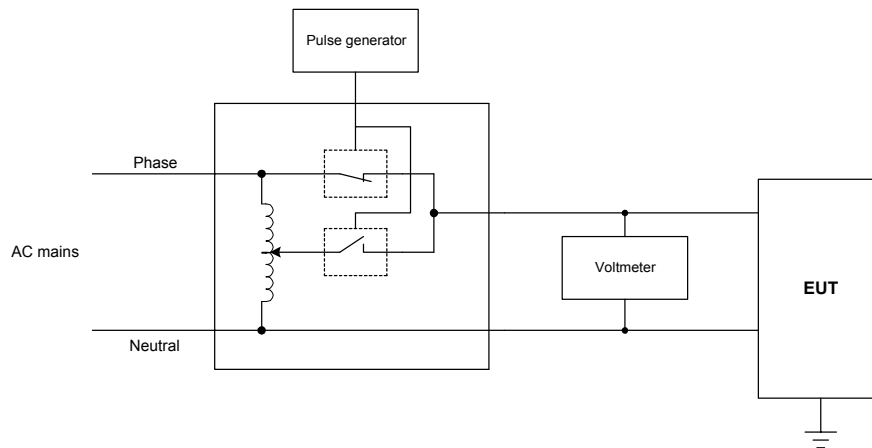 Pulse generator
Phase
AC mains
Voltmeter
EUT
Neutral